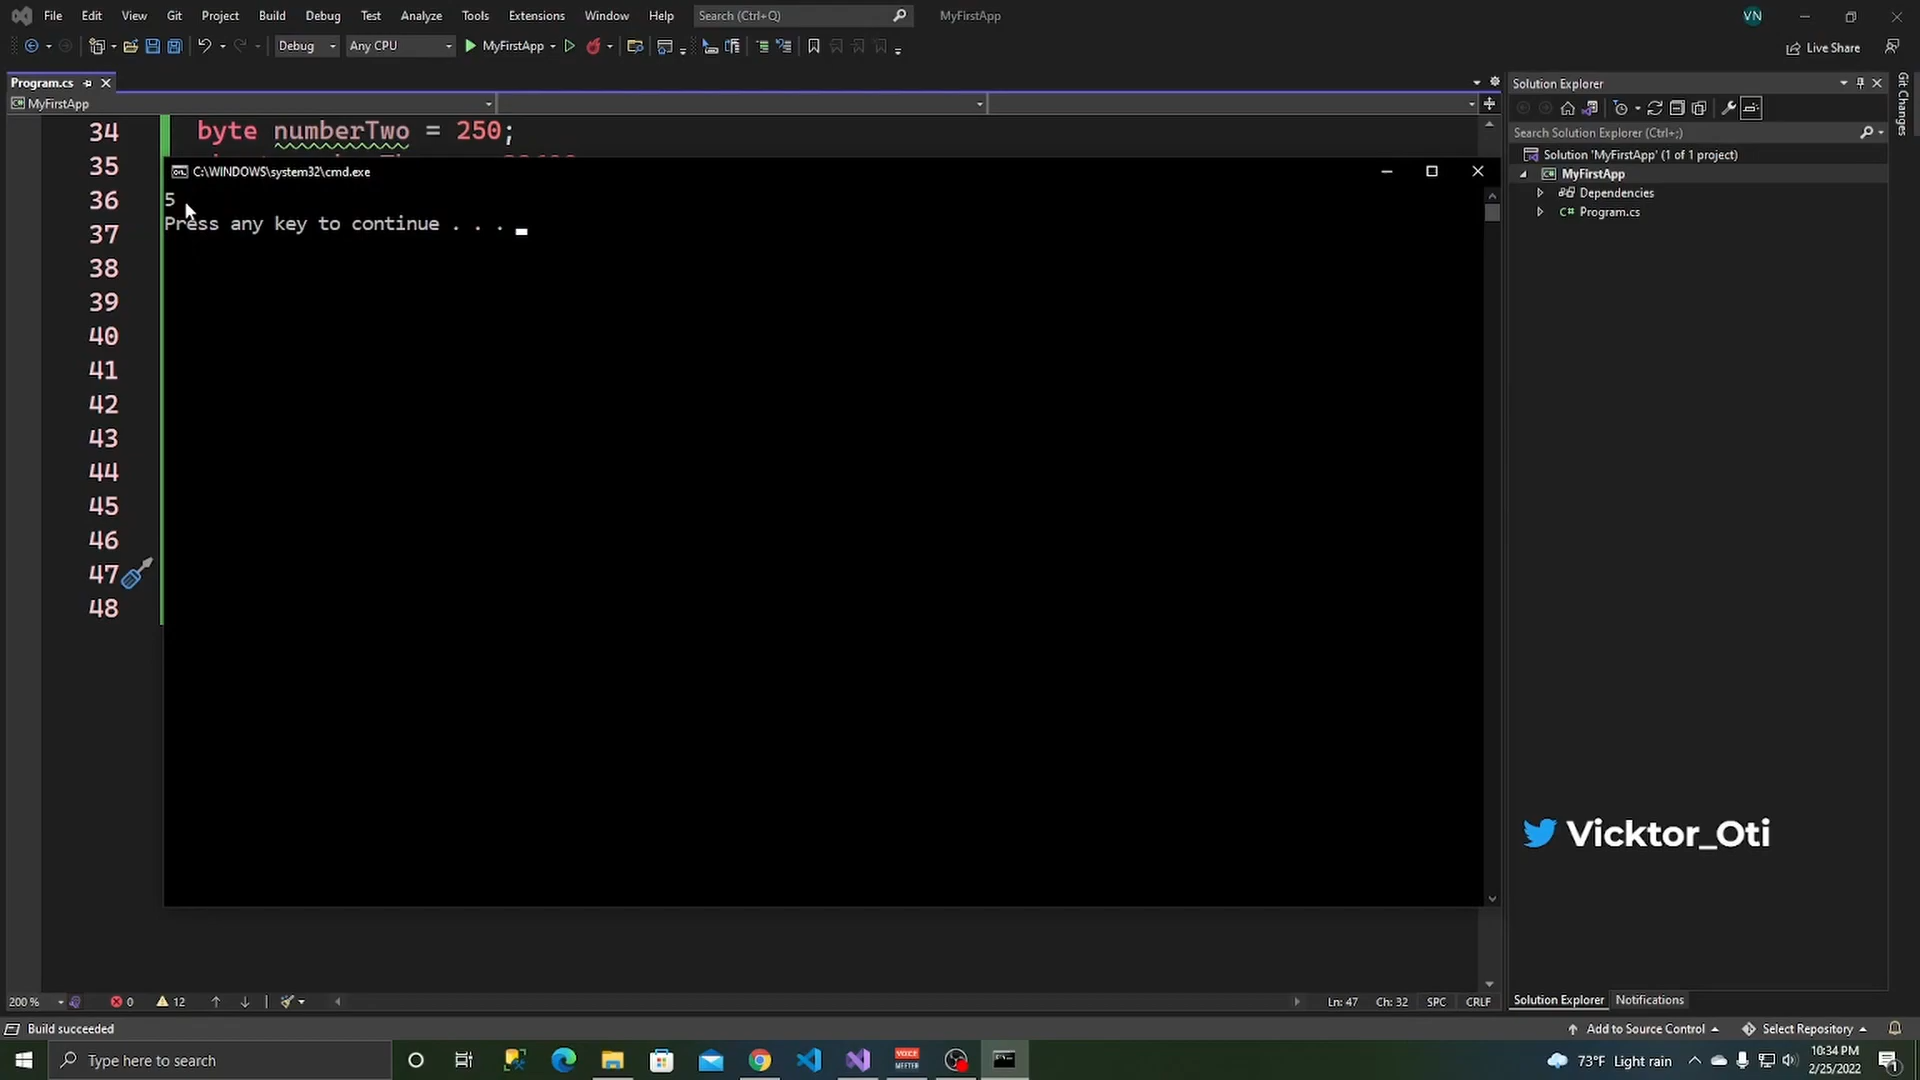 File Edit View Git Project Build Debug Test Analyze Tools Extensions Window Help Search (Ctrl+Q) MyFirstApp VN
Debug Any CPU MyFirstApp Live Share
Program.cs
MyFirstApp
Solution Explorer
Git Changes
Search Solution Explorer (Ctrl+;)
Solution 'MyFirstApp' (1 of 1 project)
MyFirstApp
Dependencies
C# Program.cs
34 byte numberTwo = 250;
35
C:\WINDOWS\system32\cmd.exe
5
Press any key to continue . . .
36
37
38
39
40
41
42
43
44
45
46
47
48
Vicktor_Oti
200 % 0 12 Ln: 47 Ch: 32 SPC CRLF
Solution Explorer Notifications
Build succeeded Add to Source Control Select Repository
Type here to search VOICE MEETER 73°F Light rain 10:34 PM
2/25/2022
1